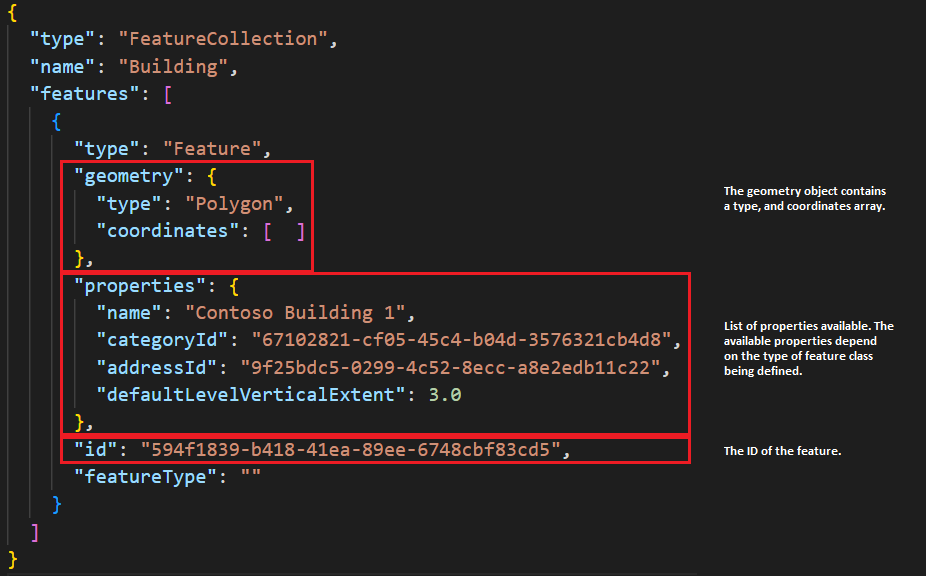 {
"type": "FeatureCollection",
"name": "Building",
"features": [
{
"type": "Feature",
"geometry": {
"type": "Polygon",
"coordinates": [  ]
},
"properties": {
"name": "Contoso Building 1",
"categoryId": "67102821-cf05-45c4-b04d-3576321cb4d8",
"addressId": "9f25bdc5-0299-4c52-8ecc-a8e2edb11c22",
"defaultLevelVerticalExtent": 3.0
},
"id": "594f1839-b418-41ea-89ee-6748cbf83cd5",
"featureType": ""
}
]
}
The geometry object contains
a type, and coordinates array.
List of properties available. The
available properties depend
on the type of feature class
being defined.
The ID of the feature.